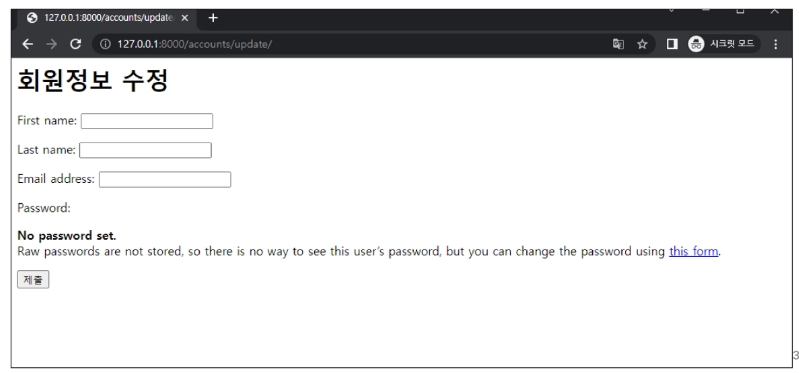 127.0.0.1:8000/accounts/update
127.0.0.1:8000/accounts/update/
시크릿 모드
회원정보 수정
First name:
Last name:
Email address:
Password:
No password set.
Raw passwords are not stored, so there is no way to see this user's password, but you can change the password using this form.
제출
3